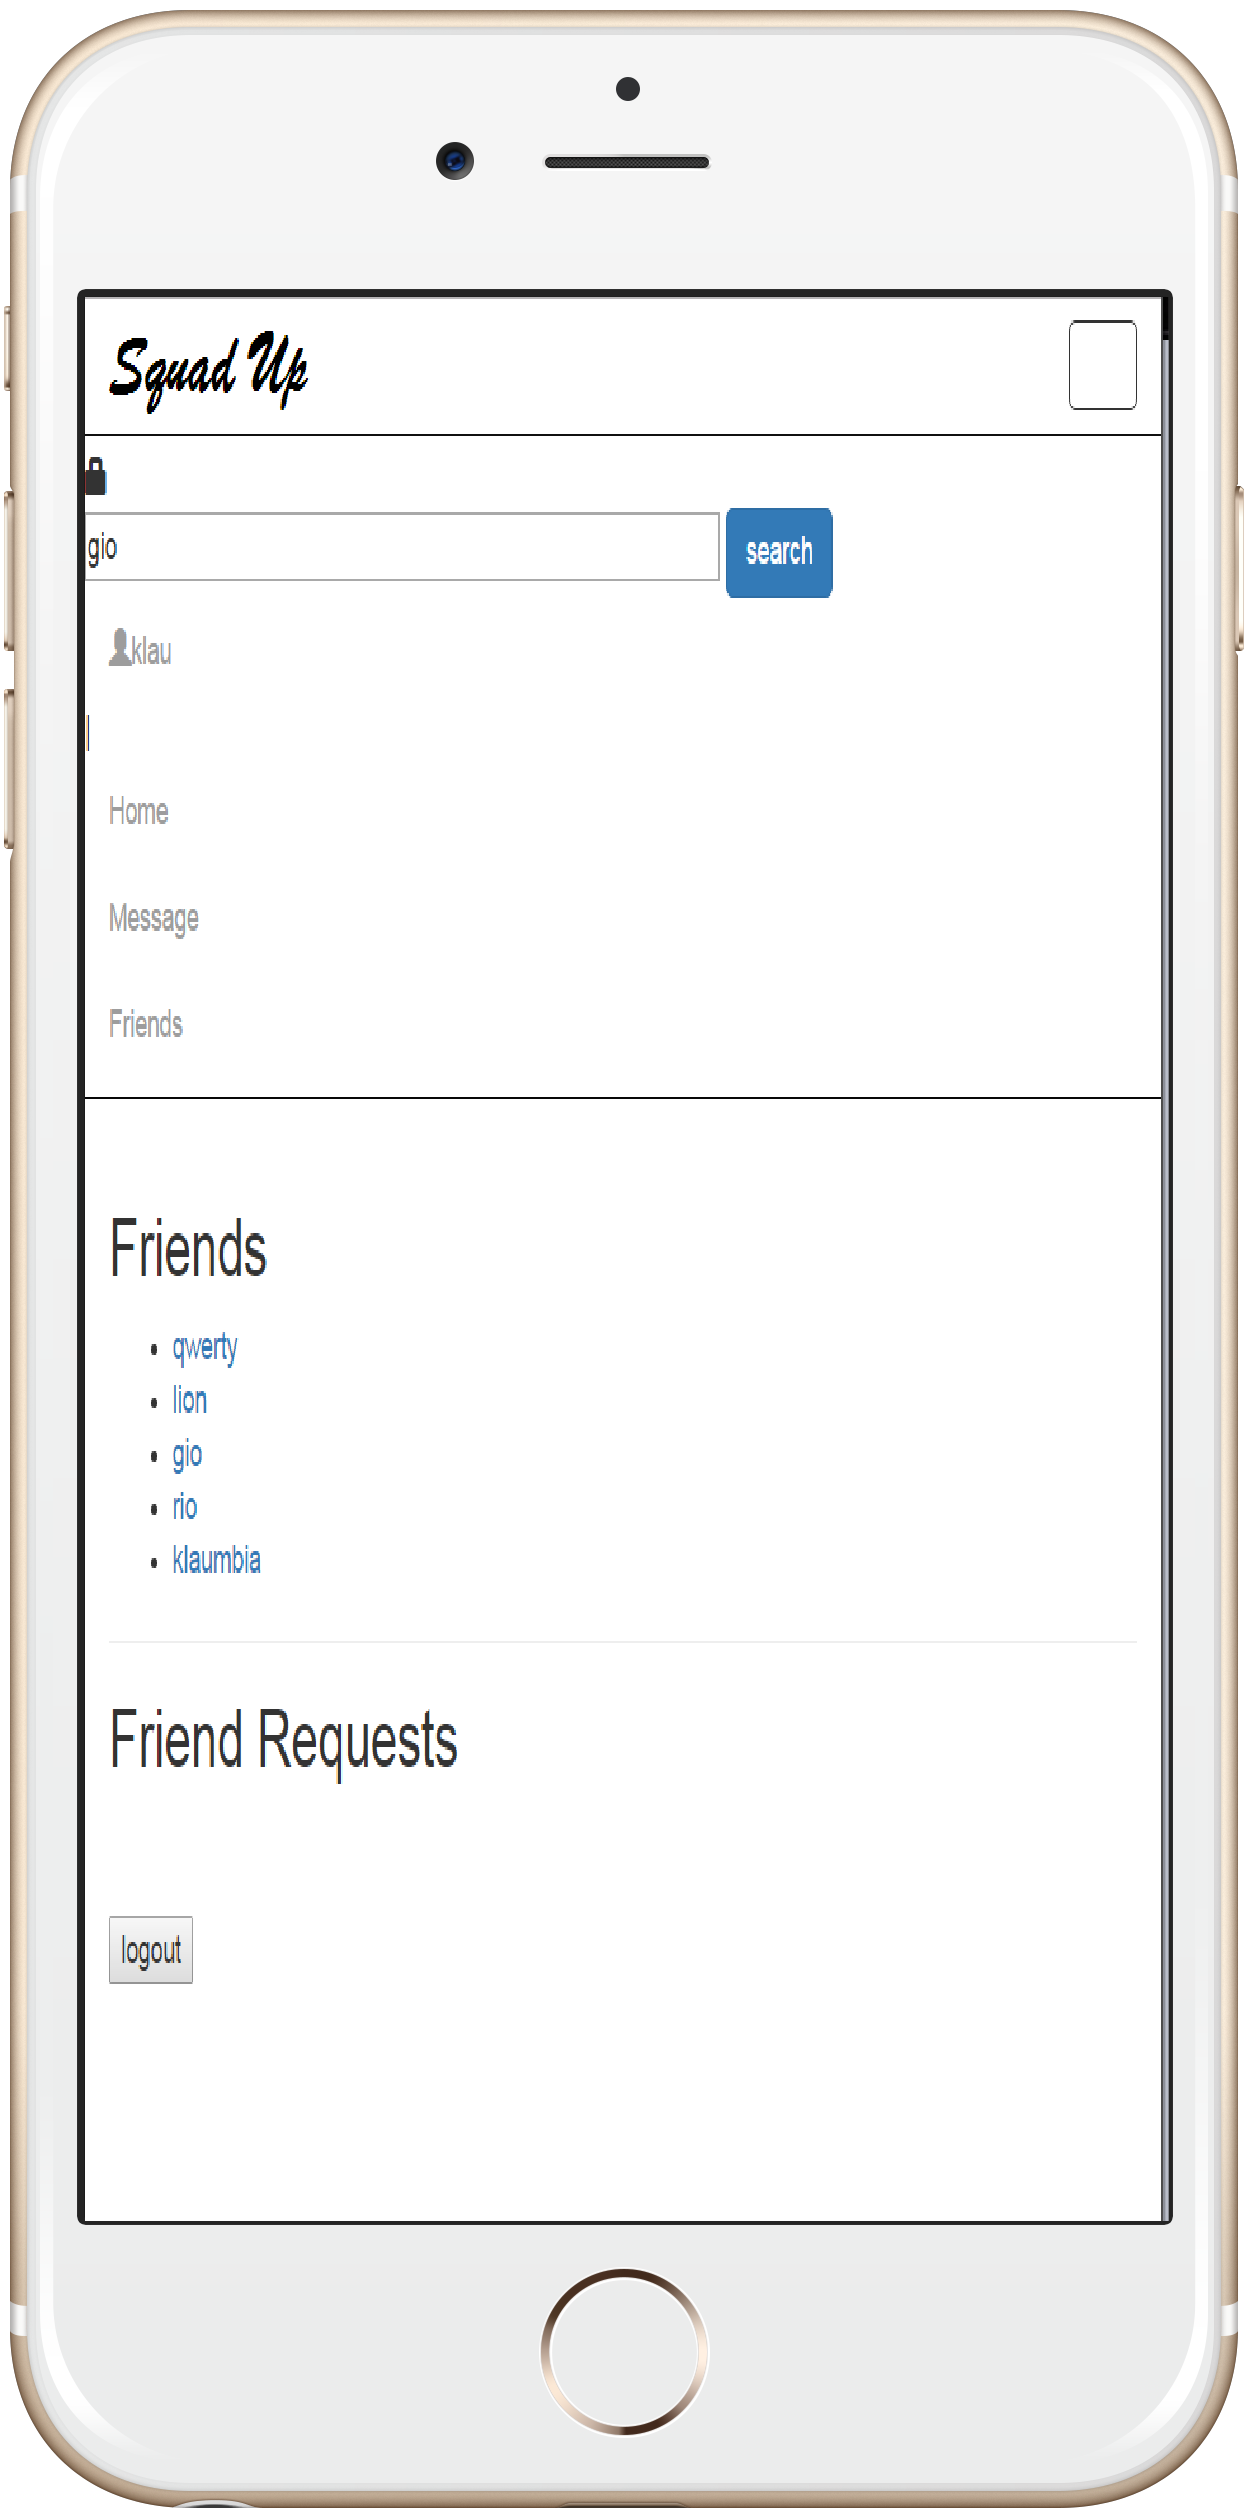 Squad Up
gio
search
klau
|
Home
Message
Friends
Friends
qwerty
lion
gio
rio
klaumbia
Friend Requests
logout